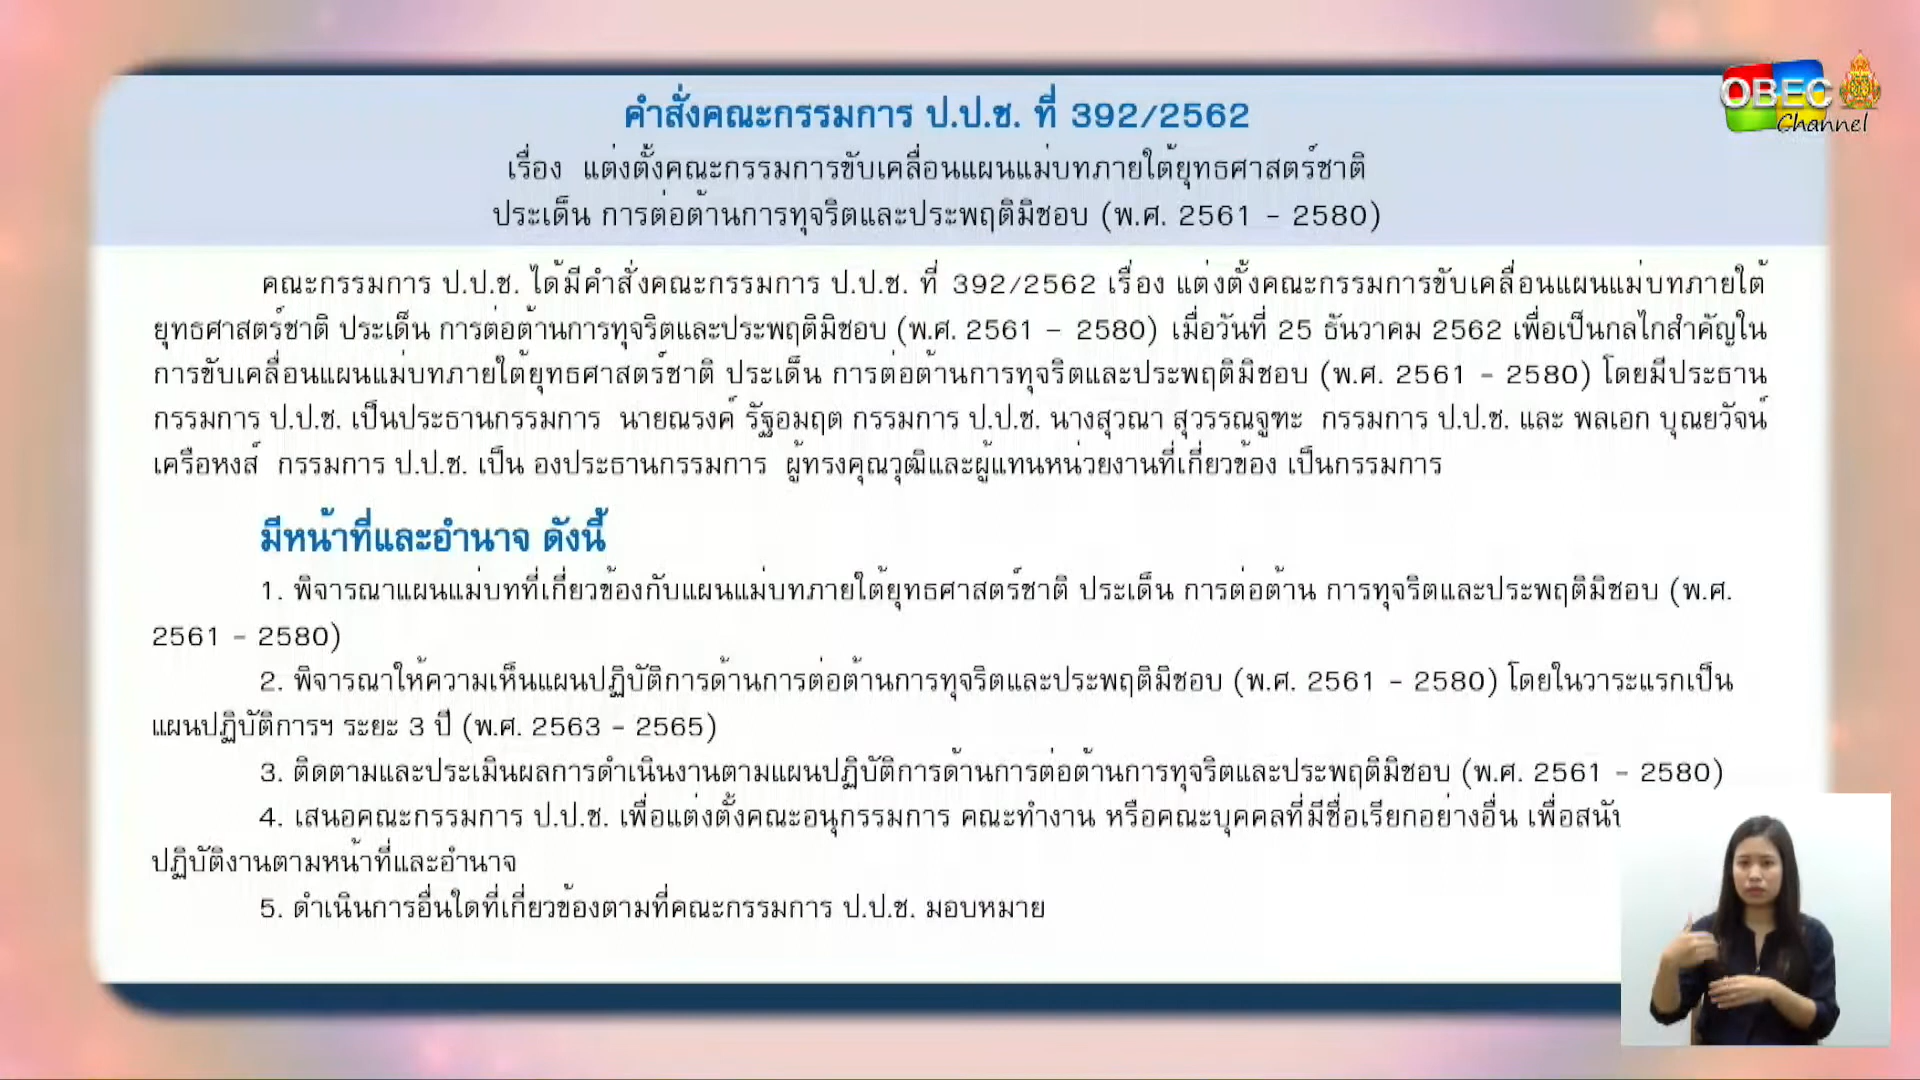 OBEC
Channel
คำสั่งคณะกรรมการ ป.ป.ช. ที่ 392/2562
เรื่อง แต่งตั้งคณะกรรมการขับเคลื่อนแผนแม่บทภายใต้ยุทธศาสตร์ชาติ
ประเด็น การต่อต้านการทุจริตและประพฤติมิชอบ (พ.ศ. 2561 - 2580)
คณะกรรมการ ป.ป.ช. ได้มีคำสั่งคณะกรรมการ ป.ป.ช. ที่ 392/2562 เรื่อง แต่งตั้งคณะกรรมการขับเคลื่อนแผนแม่บทภายใต้
ยุทธศาสตร์ชาติ ประเด็น การต่อต้านการทุจริตและประพฤติมิชอบ (พ.ศ. 2561 - 2580) เมื่อวันที่ 25 ธันวาคม 2562 เพื่อเป็นกลไกสำคัญใน
การขับเคลื่อนแผนแม่บทภายใต้ยุทธศาสตร์ชาติ ประเด็น การต่อต้านการทุจริตและประพฤติมิชอบ (พ.ศ. 2561 - 2580) โดยมีประธาน
กรรมการ ป.ป.ช. เป็นประธานกรรมการ นายณรงค์ รัฐอมฤต กรรมการ ป.ป.ช. นางสุวณา สุวรรณจูฑะ กรรมการ ป.ป.ช. และ พลเอก บุณยวัจน์
เครือหงส์ กรรมการ ป.ป.ช. เป็น องประธานกรรมการ ผู้ทรงคุณวุฒิและผู้แทนหน่วยงานที่เกี่ยวข้อง เป็นกรรมการ
มีหน้าที่และอำนาจ ดังนี้
1. พิจารณาแผนแม่บทที่เกี่ยวข้องกับแผนแม่บทภายใต้ยุทธศาสตร์ชาติ ประเด็น การต่อต้าน การทุจริตและประพฤติมิชอบ (พ.ศ.
2561 - 2580)
2. พิจารณาให้ความเห็นแผนปฏิบัติการด้านการต่อต้านการทุจริตและประพฤติมิชอบ (พ.ศ. 2561 - 2580) โดยในวาระแรกเป็น
แผนปฏิบัติการฯ ระยะ 3 ปี (พ.ศ. 2563 - 2565)
3. ติดตามและประเมินผลการดำเนินงานตามแผนปฏิบัติการด้านการต่อต้านการทุจริตและประพฤติมิชอบ (พ.ศ. 2561 - 2580)
4. เสนอคณะกรรมการ ป.ป.ช. เพื่อแต่งตั้งคณะอนุกรรมการ คณะทำงาน หรือคณะบุคคลที่มีชื่อเรียกอย่างอื่น
ปฏิบัติงานตามหน้าที่และอำนาจ
5. ดำเนินการอื่นใดที่เกี่ยวข้องตามที่คณะกรรมการ ป.ป.ช. มอบหมาย